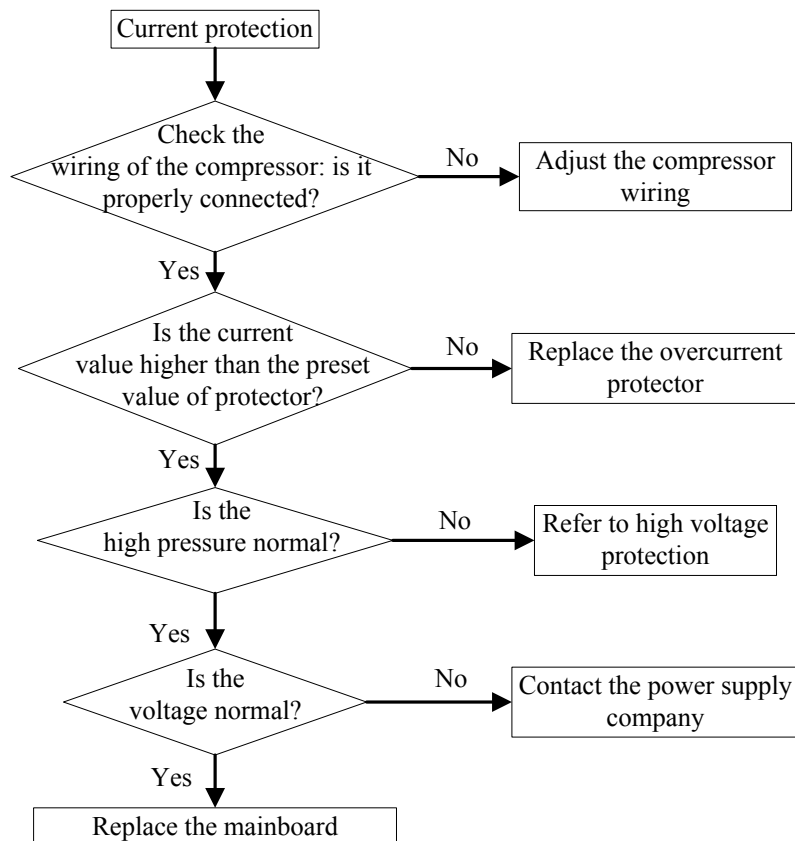 Current protection
Check the
wiring of the compressor: is it
properly connected?
No
Adjust the compressor
wiring
Yes
Is the current
value higher than the preset
value of protector?
No
Replace the overcurrent
protector
Yes
Is the
high pressure normal?
No
Refer to high voltage
protection
Yes
Is the
voltage normal?
No
Contact the power supply
company
Yes
Replace the mainboard